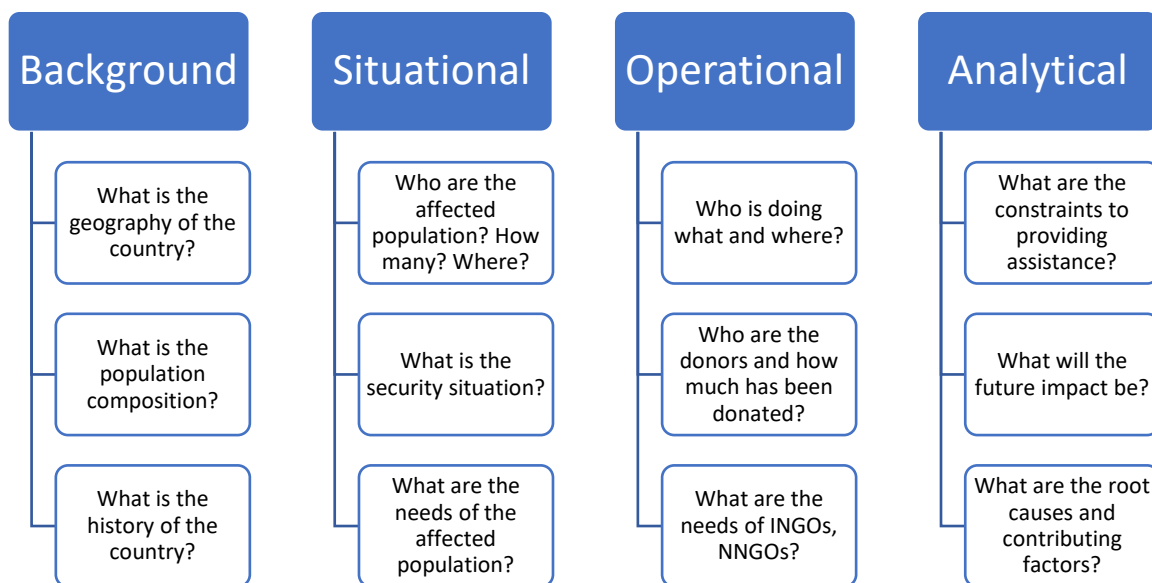 Background
What is the
geography of the
country?
What is the
population
composition?
What is the
history of the
country?
Situational
Who are the
affected
population? How
many? Where?
What is the
security situation?
What are the
needs of the
affected
population?
Operational
Who is doing
what and where?
Who are the
donors and how
much has been
donated?
What are the
needs of INGOs,
NNGOs?
Analytical
What are the
constraints to
providing
assistance?
What will the
future impact be?
What are the root
causes and
contributing
factors?